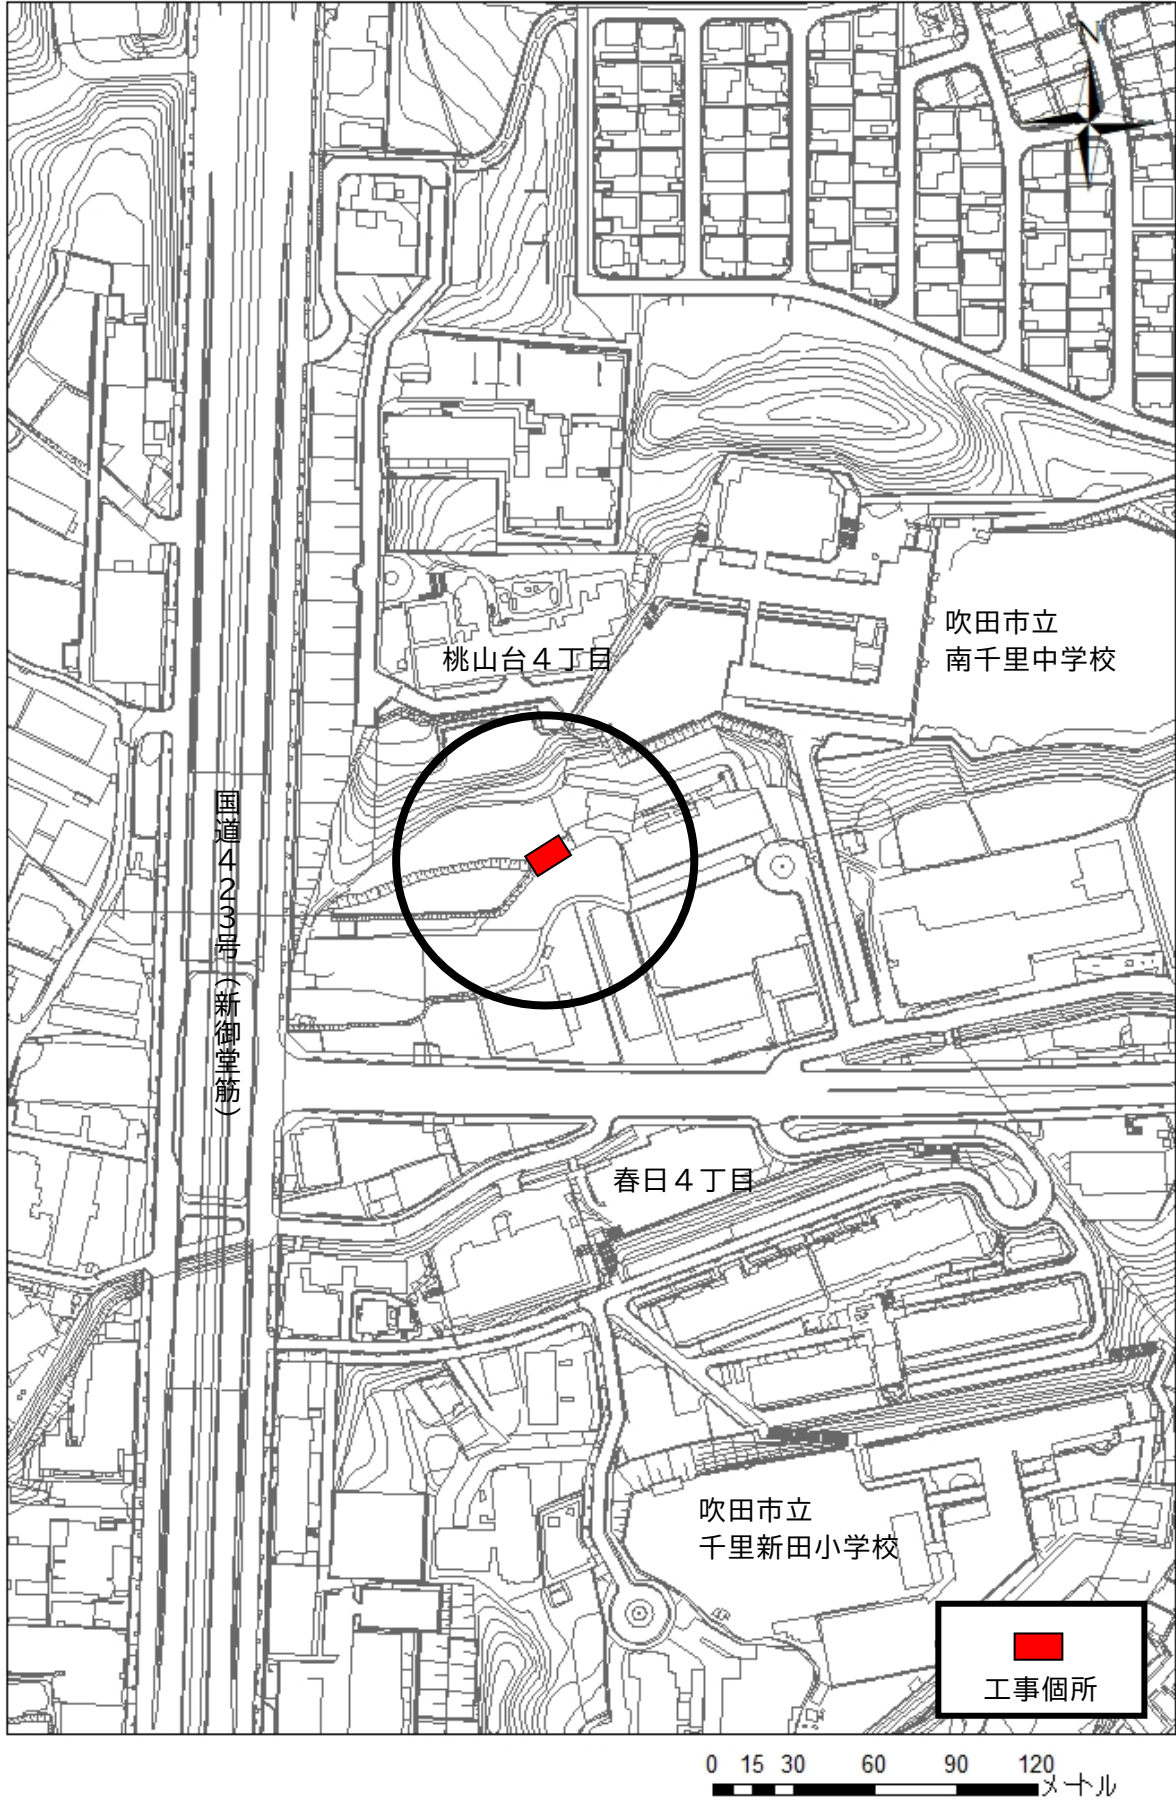 N
吹田市立
南千里中学校
桃山台４丁目
国道４２３号（新御堂筋）
春日４丁目
吹田市立
千里新田小学校
工事個所
0 15 30 60 90 120
メートル